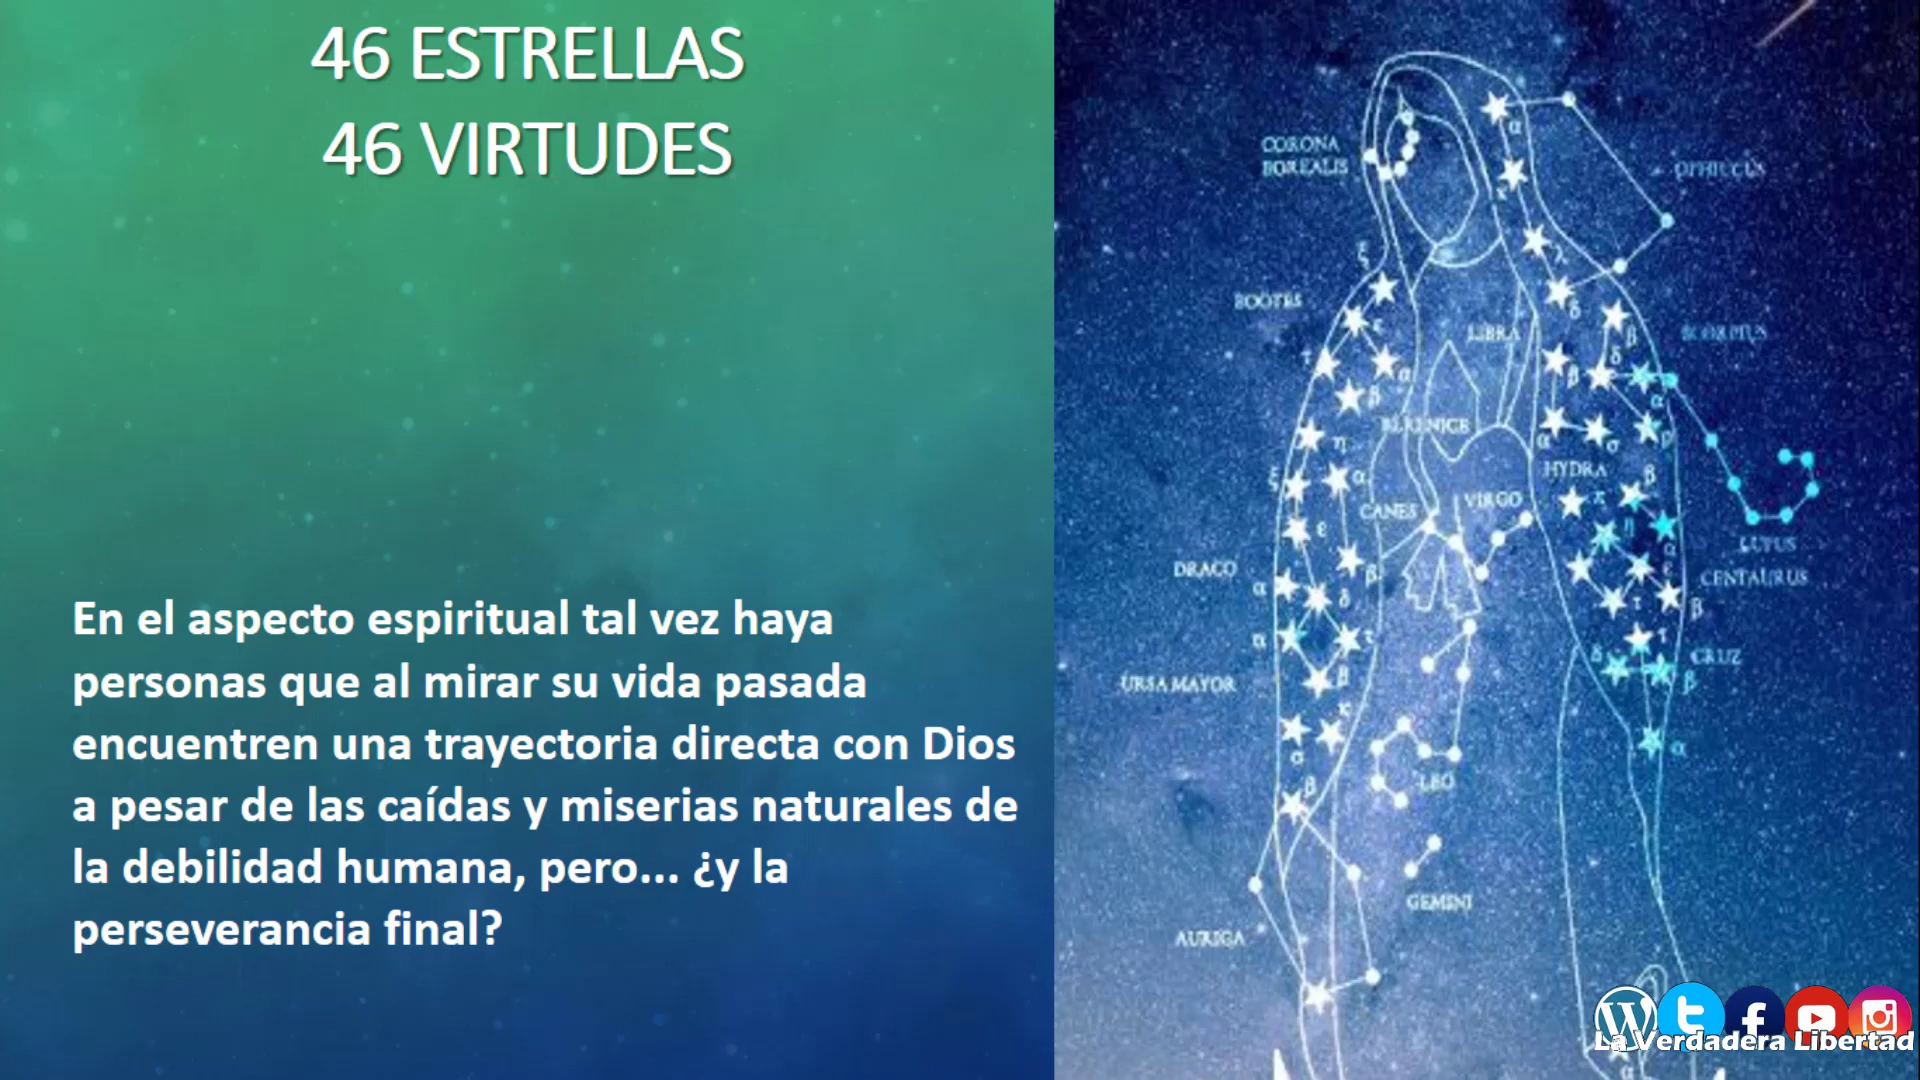 46 ESTRELLAS
46 VIRTUDES
En el aspecto espiritual tal vez haya
personas que al mirar su vida pasada
encuentren una trayectoria directa con Dios
a pesar de las caídas y miserias naturales de
la debilidad humana, pero... ¿y la
perseverancia final?
CORONA
BOREALIS
OPHIUCUS
BOOTES
LIBRA
SCORPIUS
BERENICE
HYDRA
CANES
VIRGO
LUPUS
DRACO
CENTAURUS
CRUZ
URSA MAYOR
LEO
GEMINI
AURIGA
La Verdadera Libertad